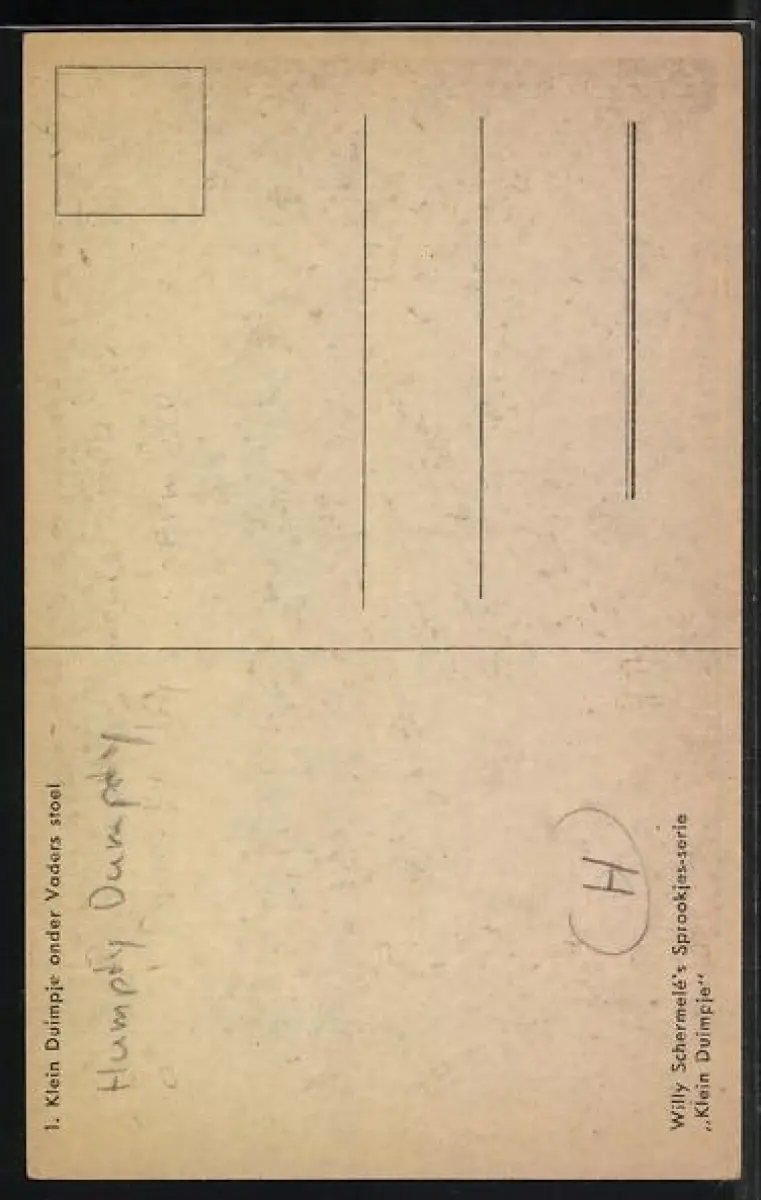 1. Klein Duimpje onder Vaders stoel
Humpty Dumpty
H
Willy Schermelé's Sprookjes-serie
„Klein Duimpje"